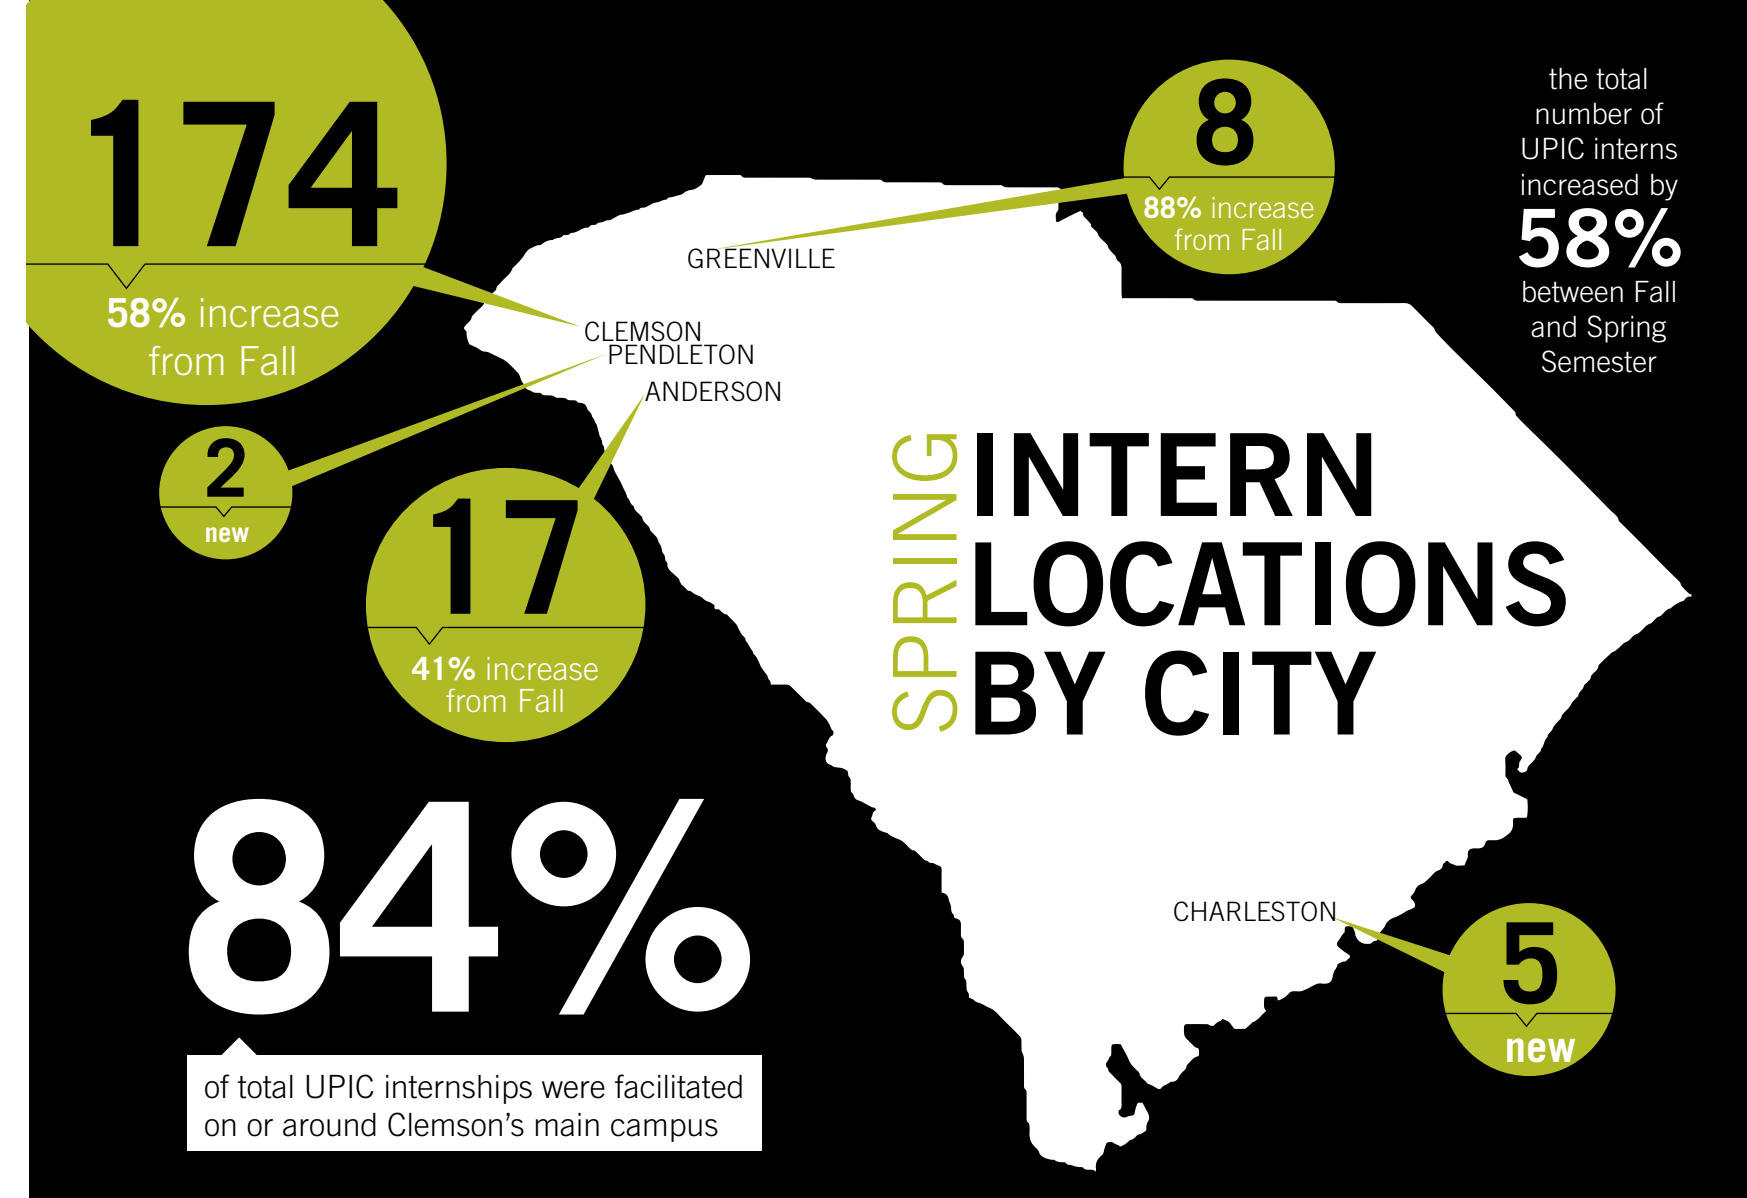 174
58% increase
from Fall
8
88% increase
from Fall
the total
number of
UPIC interns
increased by
58%
between Fall
and Spring
Semester
GREENVILLE
CLEMSON
PENDLETON
ANDERSON
2
new
17
41% increase
from Fall
SPRING
INTERN
LOCATIONS
BY CITY
84%
of total UPIC internships were facilitated
on or around Clemson's main campus
CHARLESTON
5
new